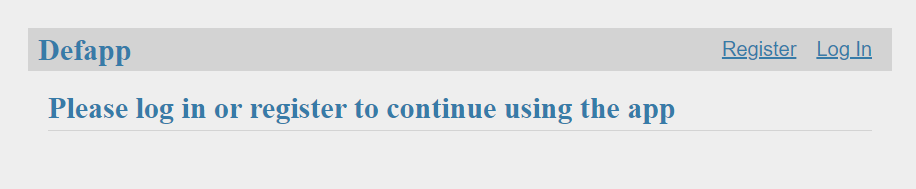 Defapp Register Log In
Please log in or register to continue using the app